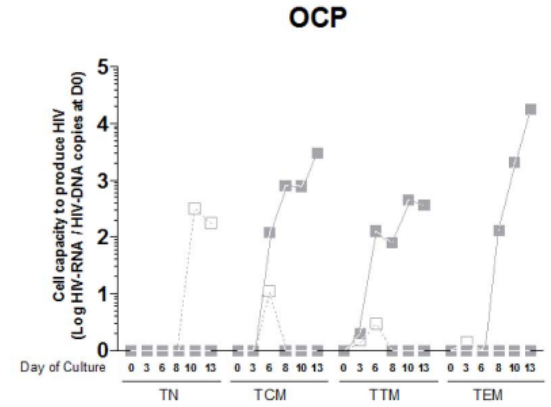 OCP
Cell capacity to produce HIV
(Log HIV-RNA / HIV-DNA copies at D0)
5
4
3
2
1
0
Day of Culture 0 3 6 8 10 13 0 3 6 8 10 13 0 3 6 8 10 13 0 3 6 8 10 13
TN TCM TTM TEM